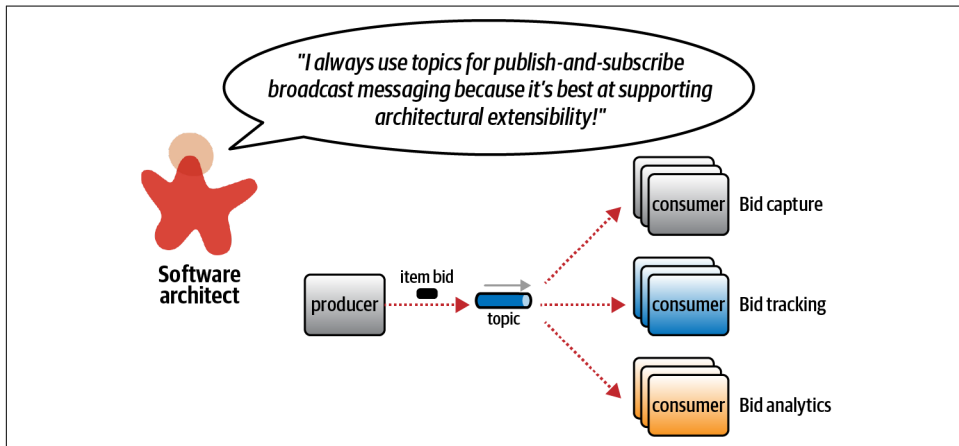 "I always use topics for publish-and-subscribe
broadcast messaging because it's best at supporting
architectural extensibility!"
Software
architect
producer
item bid
topic
consumer
Bid capture
consumer
Bid tracking
consumer
Bid analytics